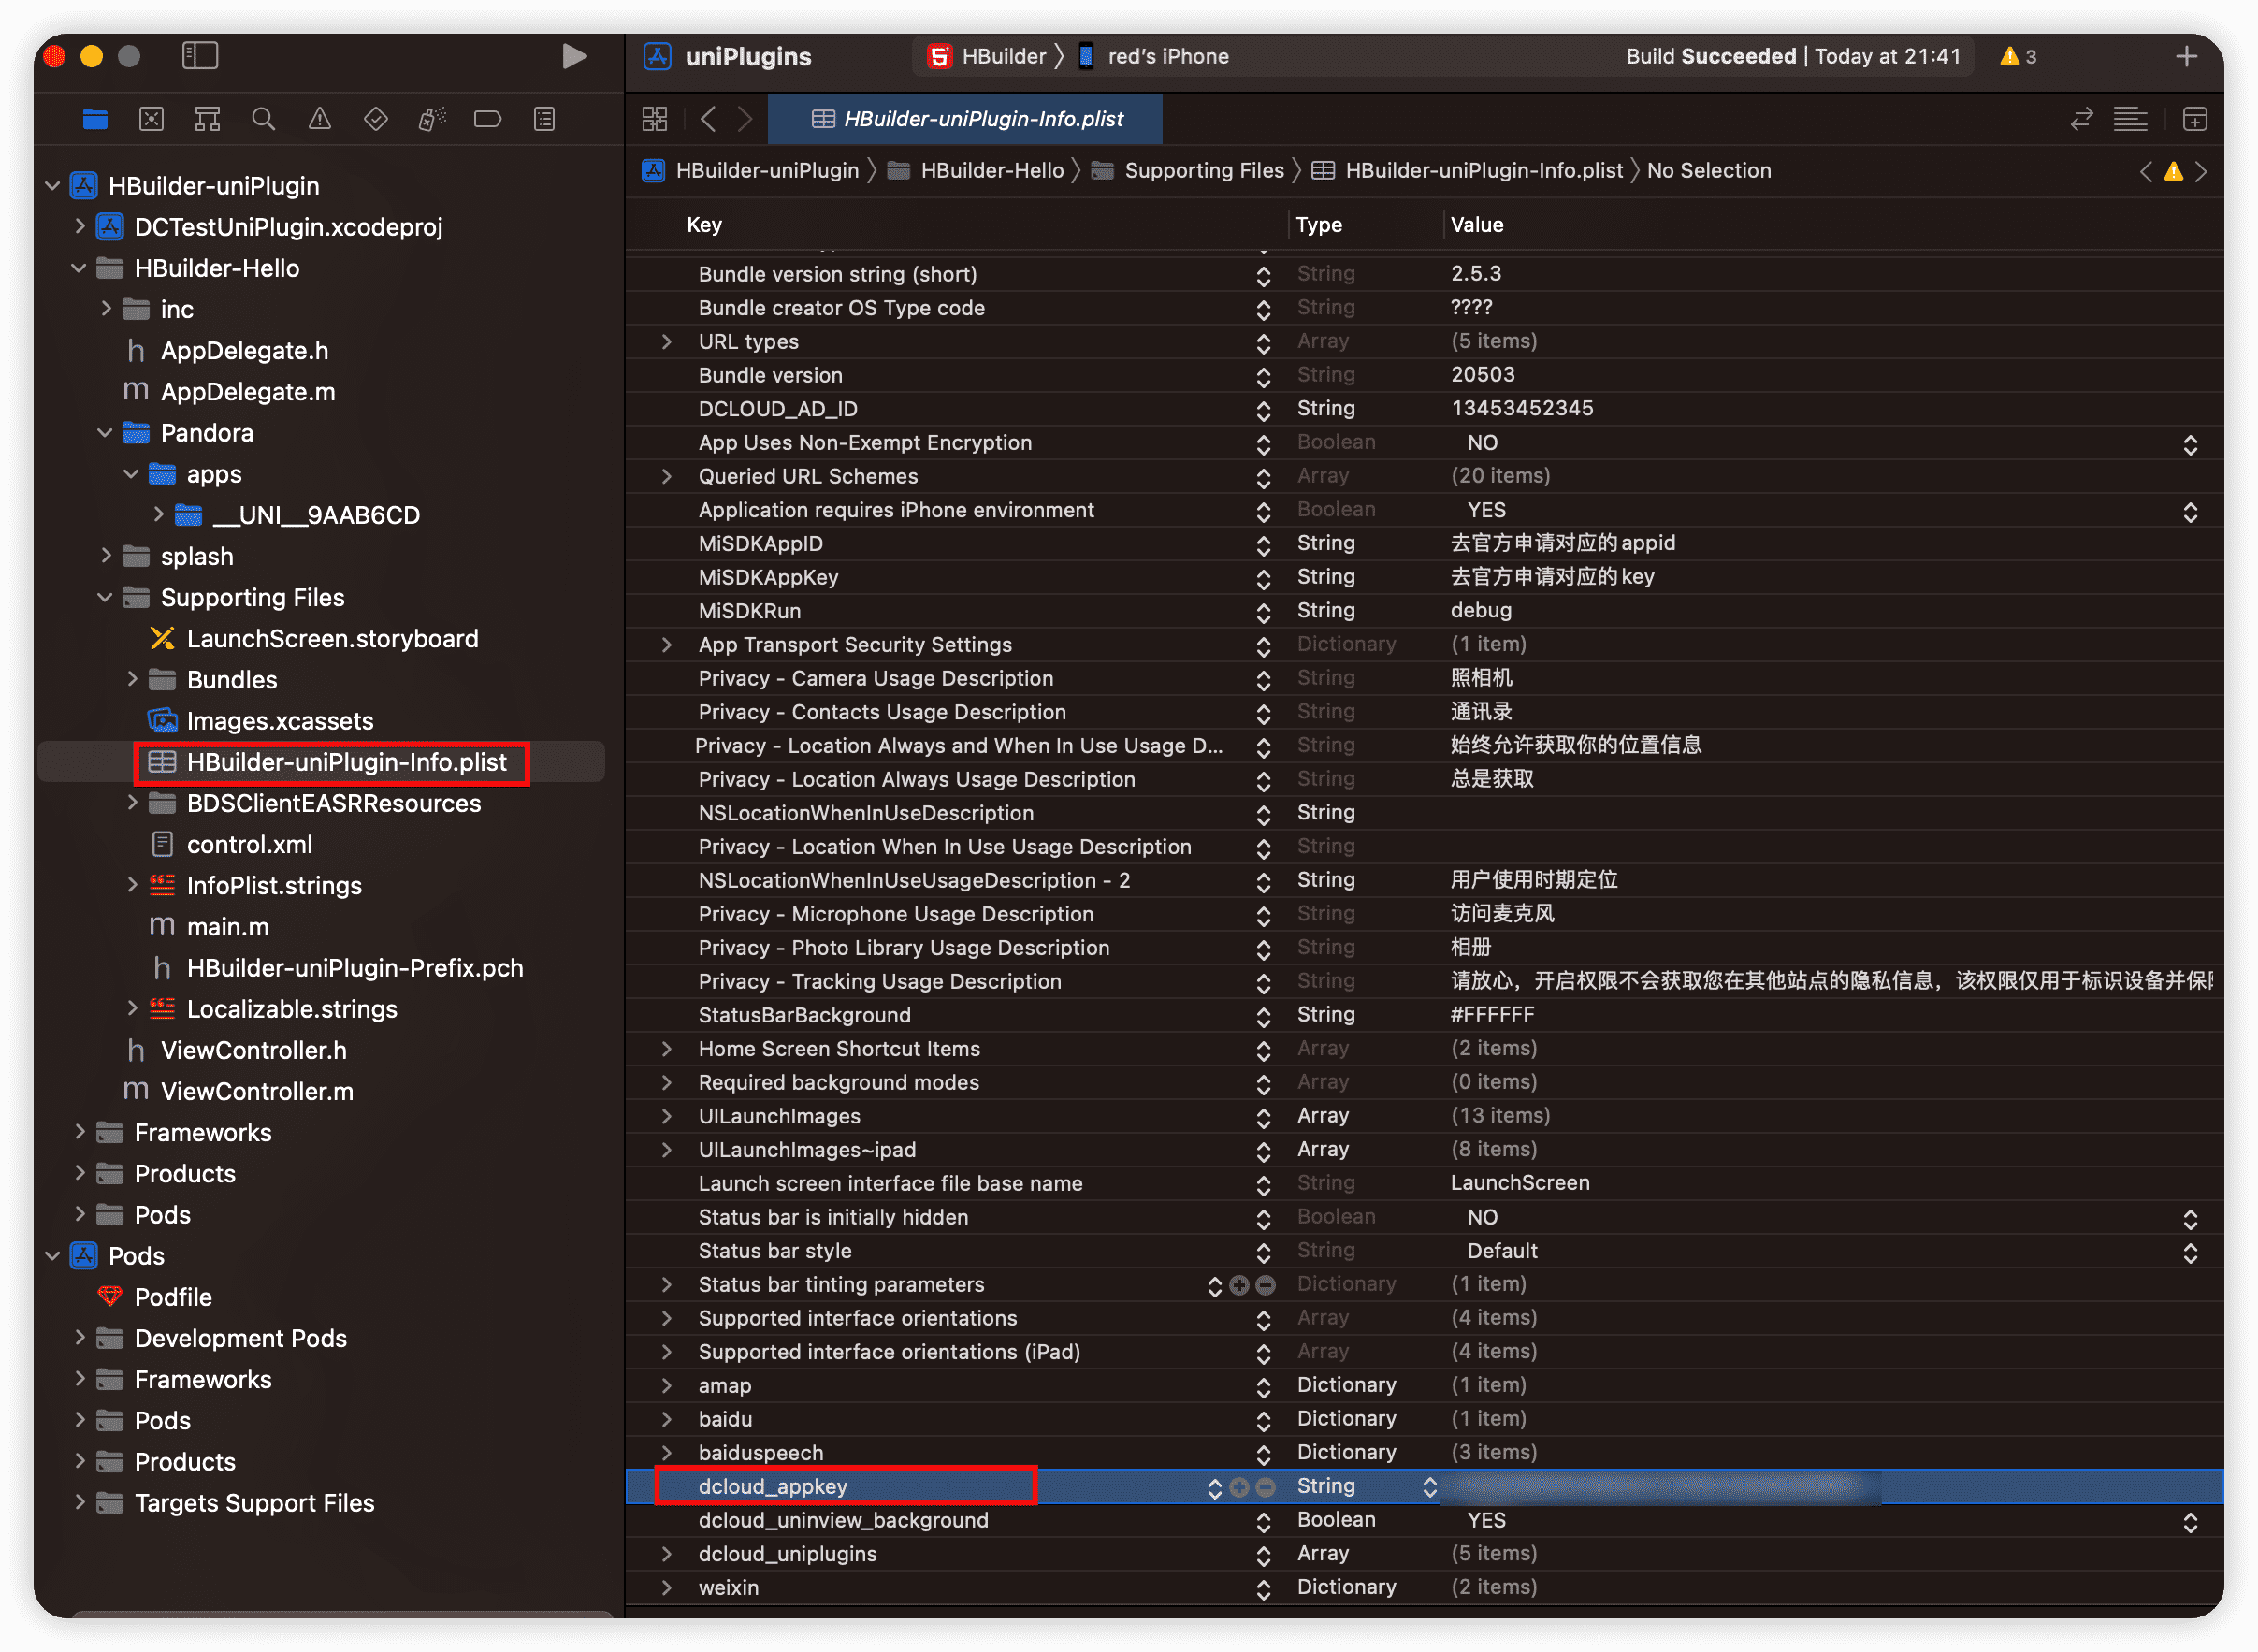 uniPlugins
HBuilder
red's iPhone
Build Succeeded | Today at 21:41
3
HBuilder-uniPlugin-Info.plist
HBuilder-uniPlugin
HBuilder-Hello
Supporting Files
HBuilder-uniPlugin-Info.plist
No Selection
HBuilder-uniPlugin
DCTestUniPlugin.xcodeproj
HBuilder-Hello
inc
h AppDelegate.h
m AppDelegate.m
Pandora
apps
__UNI__9AAB6CD
splash
Supporting Files
LaunchScreen.storyboard
Bundles
Images.xcassets
HBuilder-uniPlugin-Info.plist
BDSClientEASRResources
control.xml
InfoPlist.strings
m main.m
h HBuilder-uniPlugin-Prefix.pch
Localizable.strings
h ViewController.h
m ViewController.m
Frameworks
Products
Pods
Pods
Podfile
Development Pods
Frameworks
Pods
Products
Targets Support Files
Key Type Value
Bundle version string (short) String 2.5.3
Bundle creator OS Type code String ????
URL types Array (5 items)
Bundle version String 20503
DCLOUD_AD_ID String 13453452345
App Uses Non-Exempt Encryption Boolean NO
Queried URL Schemes Array (20 items)
Application requires iPhone environment Boolean YES
MiSDKAppID String 去官方申请对应的appid
MiSDKAppKey String 去官方申请对应的key
MiSDKRun String debug
App Transport Security Settings Dictionary (1 item)
Privacy - Camera Usage Description String 照相机
Privacy - Contacts Usage Description String 通讯录
Privacy - Location Always and When In Use Usage D... String 始终允许获取你的位置信息
Privacy - Location Always Usage Description String 总是获取
NSLocationWhenInUseDescription String
Privacy - Location When In Use Usage Description String
NSLocationWhenInUseUsageDescription - 2 String 用户使用时期定位
Privacy - Microphone Usage Description String 访问麦克风
Privacy - Photo Library Usage Description String 相册
Privacy - Tracking Usage Description String 请放心，开启权限不会获取您在其他站点的隐私信息，该权限仅用于标识设备并保
StatusBarBackground String #FFFFFF
Home Screen Shortcut Items Array (2 items)
Required background modes Array (0 items)
UILaunchImages Array (13 items)
UILaunchImages~ipad Array (8 items)
Launch screen interface file base name String LaunchScreen
Status bar is initially hidden Boolean NO
Status bar style String Default
Status bar tinting parameters Dictionary (1 item)
Supported interface orientations Array (4 items)
Supported interface orientations (iPad) Array (4 items)
amap Dictionary (1 item)
baidu Dictionary (1 item)
baiduspeech Dictionary (3 items)
dcloud_appkey String
dcloud_uninview_background Boolean YES
dcloud_uniplugins Array (5 items)
weixin Dictionary (2 items)